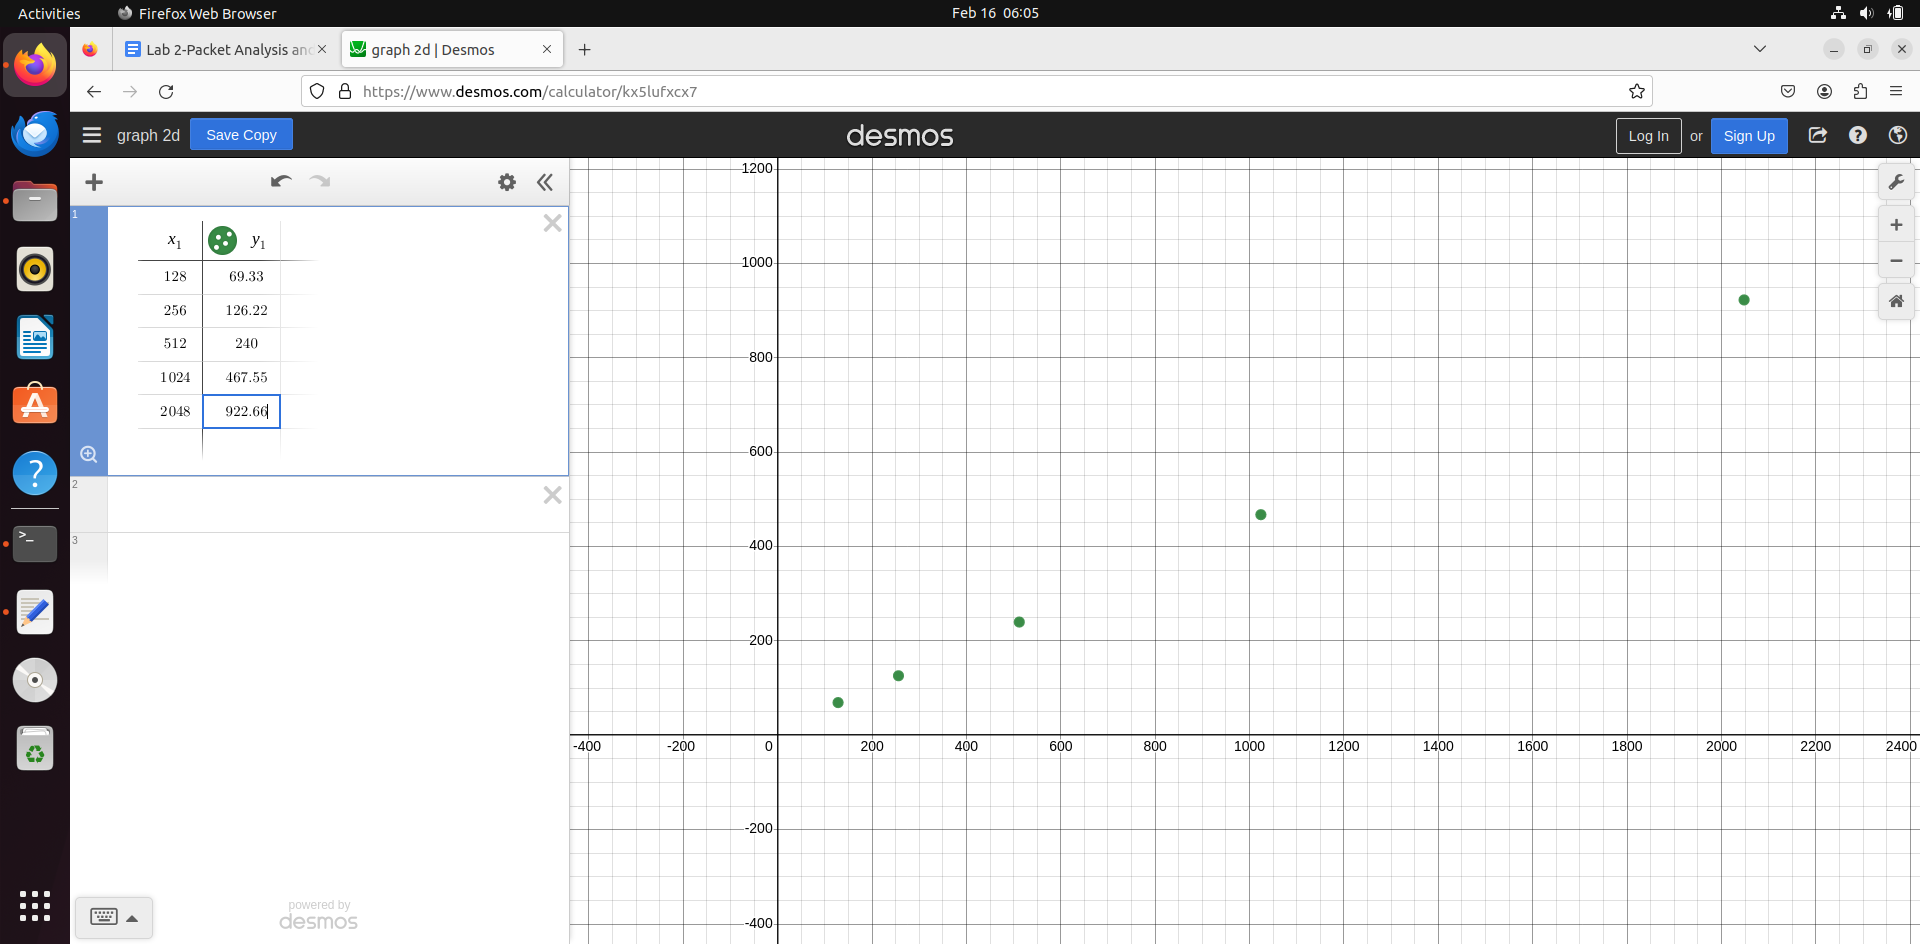 Activities
Firefox Web Browser
Feb 16 06:05
Lab 2-Packet Analysis an
graph 2d | Desmos
https://www.desmos.com/calculator/kx5lufxcx7
graph 2d
Save Copy
desmos
Log In
or
Sign Up
1
x1 y1
128 69.33
256 126.22
512 240
1024 467.55
2048 922.66
2
3
powered by
desmos
1200
1000
800
600
400
200
-400 -200 0 200 400 600 800 1000 1200 1400 1600 1800 2000 2200 2400
-200
-400